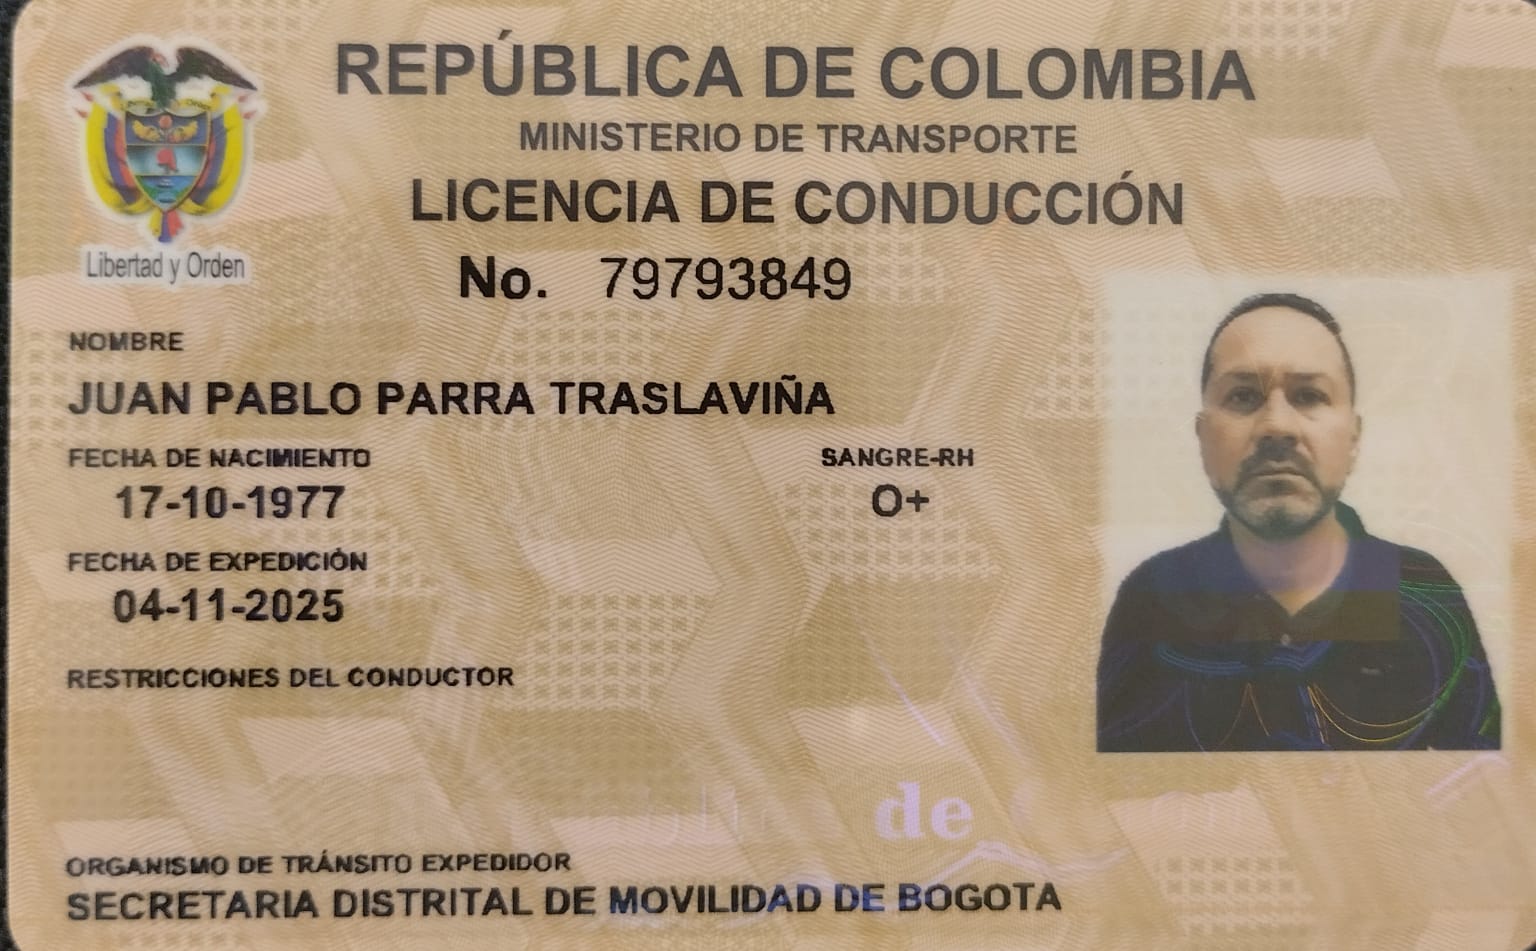 REPÚBLICA DE COLOMBIA
MINISTERIO DE TRANSPORTE
LICENCIA DE CONDUCCIÓN
Libertad y Orden
No. 79793849
NOMBRE
JUAN PABLO PARRA TRASLAVIÑA
FECHA DE NACIMIENTO
17-10-1977
SANGRE-RH
O+
FECHA DE EXPEDICIÓN
04-11-2025
RESTRICCIONES DEL CONDUCTOR
de
ORGANISMO DE TRÁNSITO EXPEDIDOR
SECRETARIA DISTRITAL DE MOVILIDAD DE BOGOTA